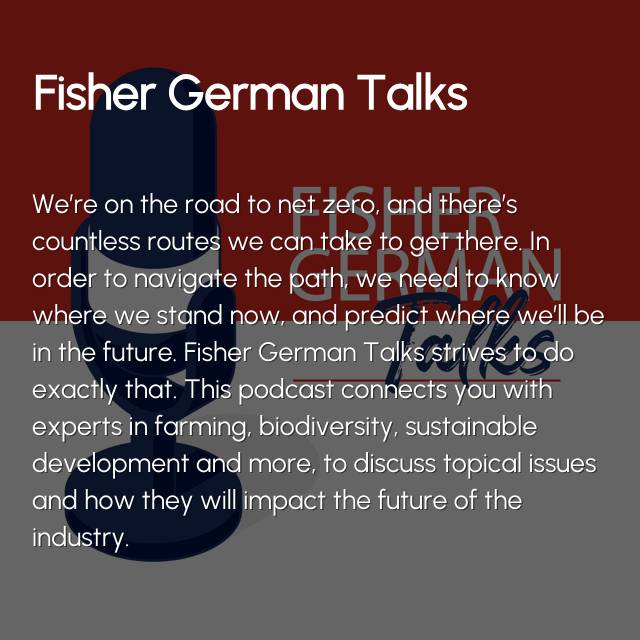 Fisher German Talks
FISHER
GERMAN
Talks
We're on the road to net zero, and there's
countless routes we can take to get there. In
order to navigate the path, we need to know
where we stand now, and predict where we'll be
in the future. Fisher German Talks strives to do
exactly that. This podcast connects you with
experts in farming, biodiversity, sustainable
development and more, to discuss topical issues
and how they will impact the future of the
industry.